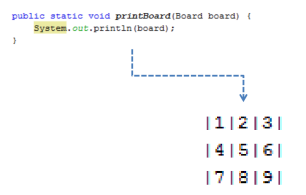 public static void printBoard(Board board) {
System.out.println(board);
}
|1|2|3|
|4|5|6|
|7|8|9|